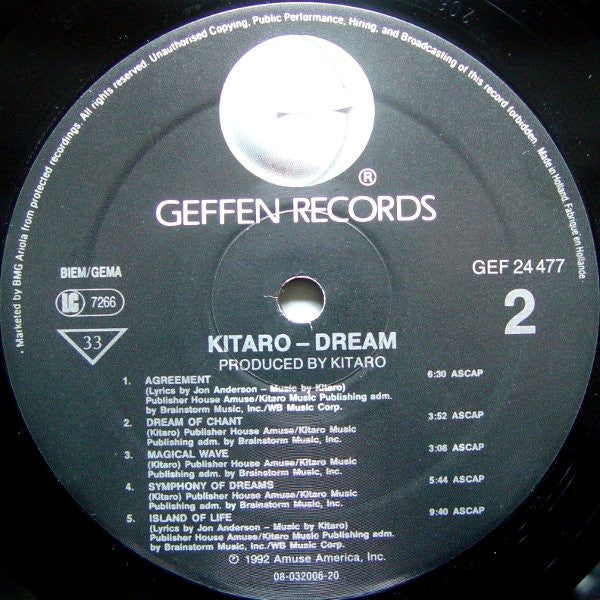 Marketed by BMG Ariola from protected recordings. All rights reserved. Unauthorised Copying, Public Performance, Hiring, and Broadcasting of this record forbidden. Made in Holland. Fabriqué en Hollande
®
GEFFEN RECORDS
BIEM/GEMA
GEF 24 477
LC 7266
2
33
KITARO – DREAM
PRODUCED BY KITARO
1. AGREEMENT 6:30 ASCAP
(Lyrics by Jon Anderson – Music by Kitaro)
Publisher House Amuse/Kitaro Music Publishing adm.
by Brainstorm Music, Inc./WB Music Corp.
2. DREAM OF CHANT 3:52 ASCAP
(Kitaro) Publisher House Amuse/Kitaro Music
Publishing adm. by Brainstorm Music, Inc.
3. MAGICAL WAVE 3:08 ASCAP
(Kitaro) Publisher House Amuse/Kitaro Music
Publishing adm. by Brainstorm Music, Inc.
4. SYMPHONY OF DREAMS 5:44 ASCAP
(Kitaro) Publisher House Amuse/Kitaro Music
Publishing adm. by Brainstorm Music, Inc.
5. ISLAND OF LIFE 9:40 ASCAP
(Lyrics by Jon Anderson – Music by Kitaro)
Publisher House Amuse/Kitaro Music Publishing adm.
by Brainstorm Music, Inc./WB Music Corp.
℗ 1992 Amuse America, Inc.
08-032006-20